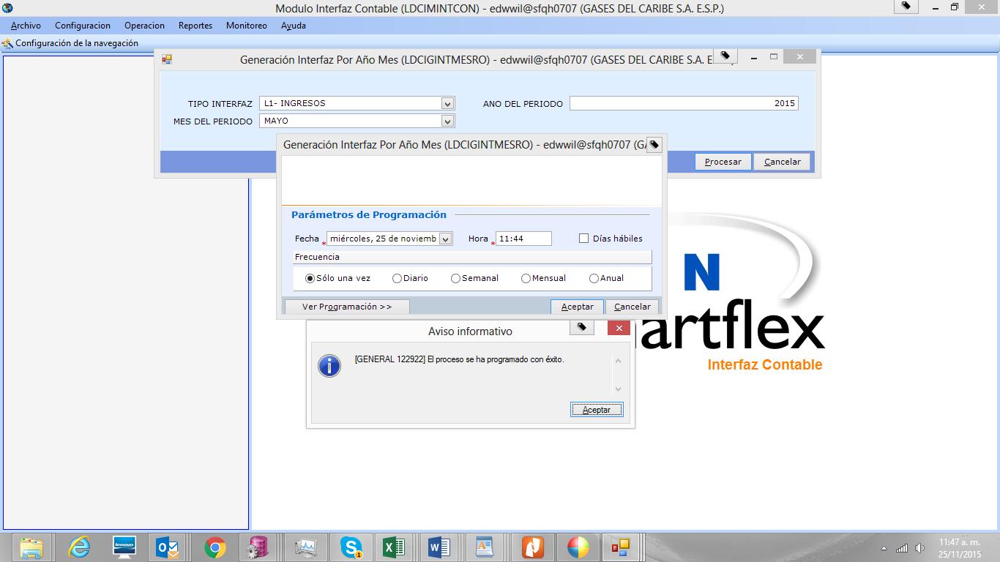 Modulo Interfaz Contable (LDCIMINTCON) - edwwil@sfqh0707 (GASES DEL CARIBE S.A. E.S.P.)
Archivo Configuracion Operacion Reportes Monitoreo Ayuda
Configuración de la navegación
Generación Interfaz Por Año Mes (LDCIGINTMESRO) - edwwil@sfqh0707 (GASES DEL CARIBE S.A. E
TIPO INTERFAZ L1- INGRESOS ANO DEL PERIODO 2015
MES DEL PERIODO MAYO
Procesar Cancelar
Generación Interfaz Por Año Mes (LDCIGINTMESRO) - edwwil@sfqh0707 (GA
Parámetros de Programación
Fecha * miércoles, 25 de noviemb Hora * 11:44 Días hábiles
Frecuencia
Sólo una vez Diario Semanal Mensual Anual
Ver Programación >> Aceptar Cancelar
N
artflex
Interfaz Contable
Aviso informativo
[GENERAL 122922] El proceso se ha programado con éxito.
Aceptar
lenovo
1
11:47 a. m.
25/11/2015